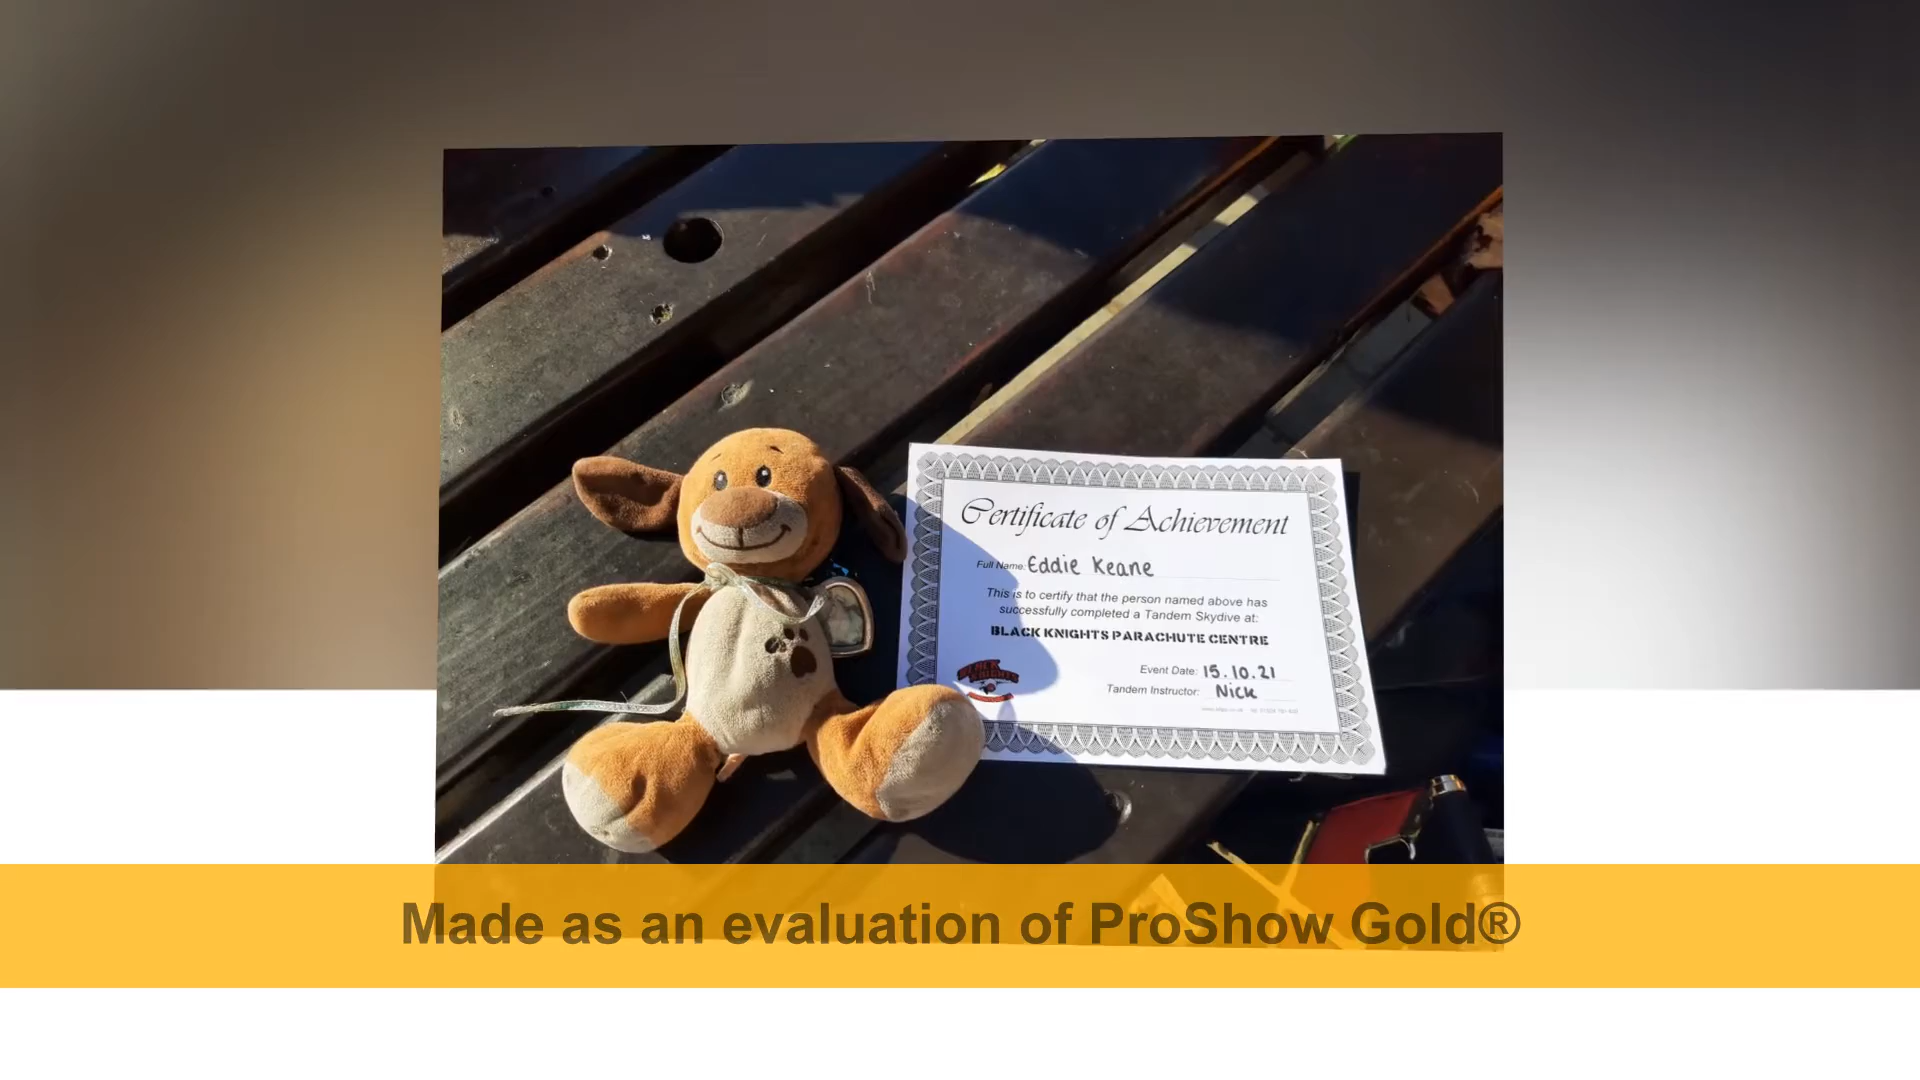 Certificate of Achievement
Full Name: Eddie Keane
This is to certify that the person named above has
successfully completed a Tandem Skydive at:
BLACK KNIGHTS PARACHUTE CENTRE
BLACK
KNIGHTS
Event Date: 15.10.21
Tandem Instructor: Nick
Made as an evaluation of ProShow Gold®